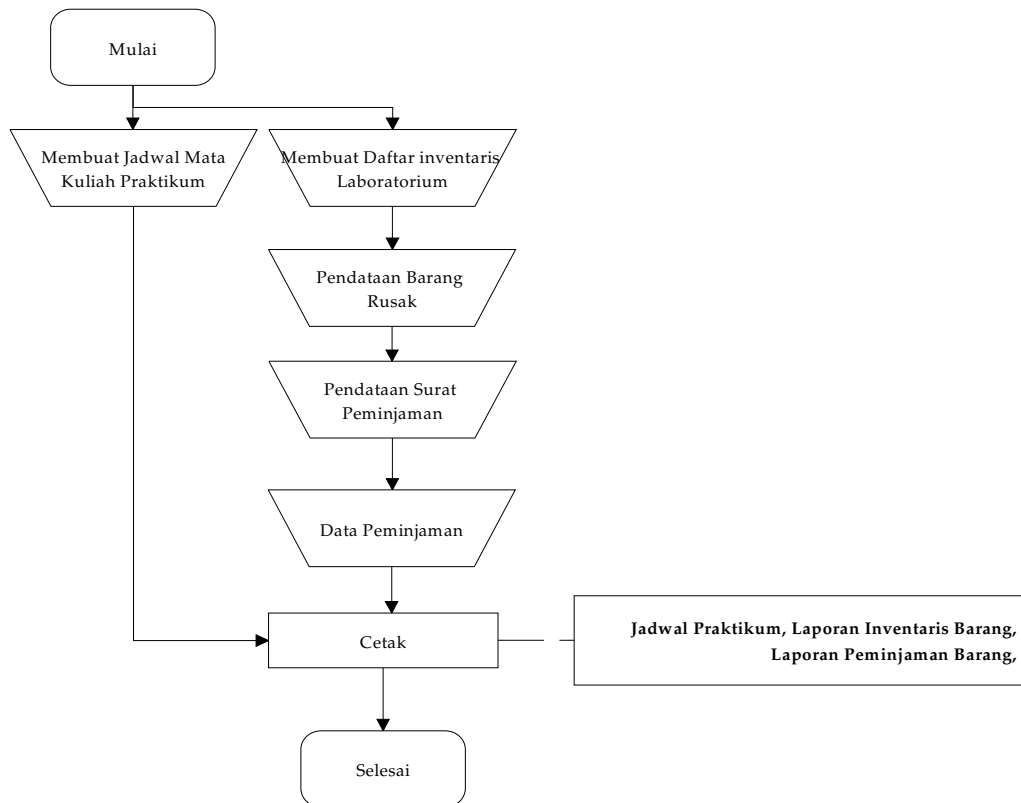 Mulai
Membuat Jadwal Mata
Kuliah Praktikum
Membuat Daftar inventaris
Laboratorium
Pendataan Barang
Rusak
Pendataan Surat
Peminjaman
Data Peminjaman
Cetak
Jadwal Praktikum, Laporan Inventaris Barang,
Laporan Peminjaman Barang,
Selesai